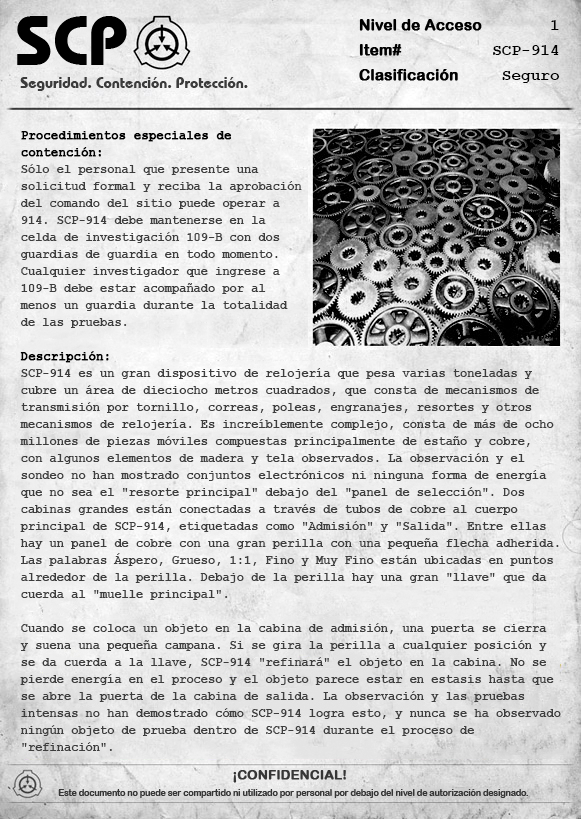 SCP
Seguridad. Contención. Protección.
Nivel de Acceso 1
Item# SCP-914
Clasificación Seguro
Procedimientos especiales de
contención:
Sólo el personal que presente una
solicitud formal y reciba la aprobación
del comando del sitio puede operar a
914. SCP-914 debe mantenerse en la
celda de investigación 109-B con dos
guardias de guardia en todo momento.
Cualquier investigador que ingrese a
109-B debe estar acompañado por al
menos un guardia durante la totalidad
de las pruebas.
Descripción:
SCP-914 es un gran dispositivo de relojería que pesa varias toneladas y
cubre un área de dieciocho metros cuadrados, que consta de mecanismos de
transmisión por tornillo, correas, poleas, engranajes, resortes y otros
mecanismos de relojería. Es increíblemente complejo, consta de más de ocho
millones de piezas móviles compuestas principalmente de estaño y cobre,
con algunos elementos de madera y tela observados. La observación y el
sondeo no han mostrado conjuntos electrónicos ni ninguna forma de energía
que no sea el "resorte principal" debajo del "panel de selección". Dos
cabinas grandes están conectadas a través de tubos de cobre al cuerpo
principal de SCP-914, etiquetadas como "Admisión" y "Salida". Entre ellas
hay un panel de cobre con una gran perilla con una pequeña flecha adherida.
Las palabras Áspero, Grueso, 1:1, Fino y Muy Fino están ubicadas en puntos
alrededor de la perilla. Debajo de la perilla hay una gran "llave" que da
cuerda al "muelle principal".
Cuando se coloca un objeto en la cabina de admisión, una puerta se cierra
y suena una pequeña campana. Si se gira la perilla a cualquier posición y
se da cuerda a la llave, SCP-914 "refinará" el objeto en la cabina. No se
pierde energía en el proceso y el objeto parece estar en estasis hasta que
se abre la puerta de la cabina de salida. La observación y las pruebas
intensas no han demostrado cómo SCP-914 logra esto, y nunca se ha observado
ningún objeto de prueba dentro de SCP-914 durante el proceso de
"refinación".
¡CONFIDENCIAL!
Este documento no puede ser compartido ni utilizado por personal por debajo del nivel de autorización designado.